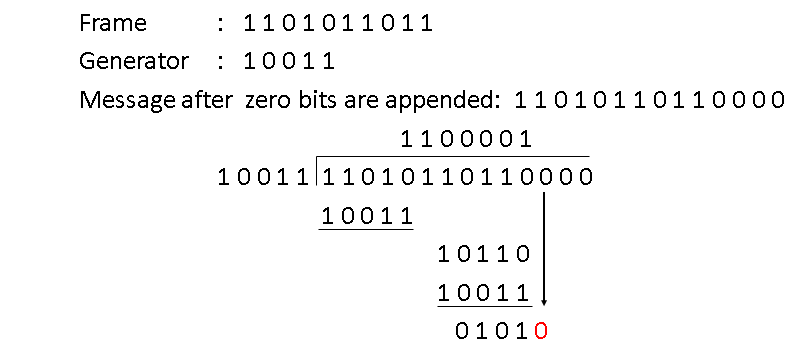 Frame : 1 1 0 1 0 1 1 0 1 1
Generator : 1 0 0 1 1
Message after zero bits are appended: 1 1 0 1 0 1 1 0 1 1 0 0 0 0
1 1 0 0 0 0 1
1 0 0 1 1 1 1 0 1 0 1 1 0 1 1 0 0 0 0
1 0 0 1 1
1 0 1 1 0
1 0 0 1 1
0 1 0 1 0